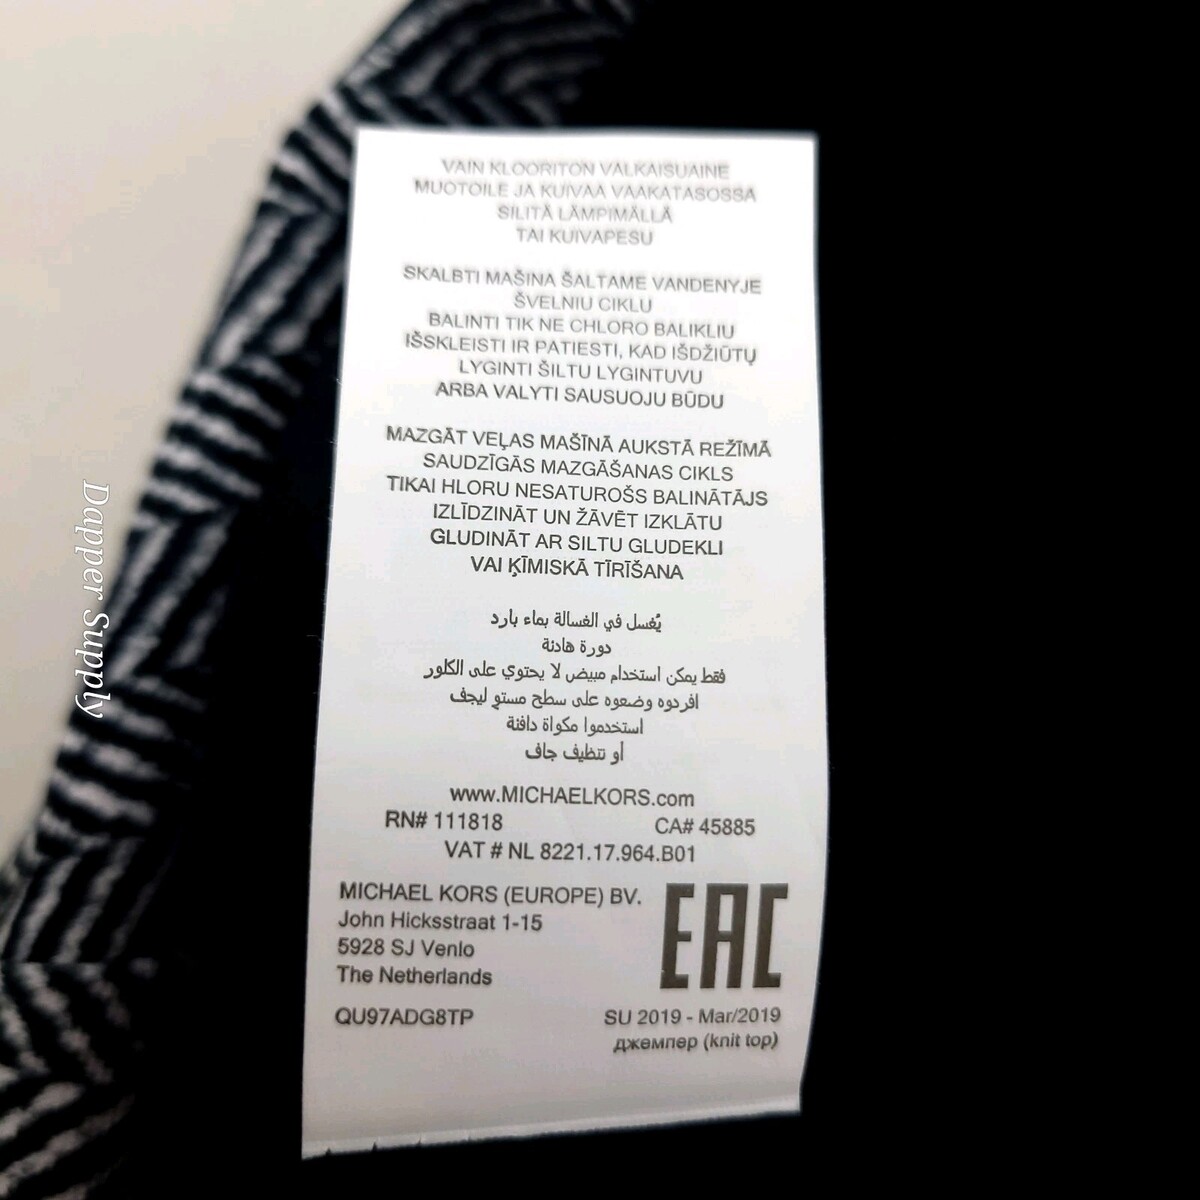 VAIN KLOORITON VALKAISUAINE
MUOTOILE JA KUIVAA VAAKATASOSSA
SILITÄ LÄMPIMÄLLÄ
TAI KUIVAPESU
SKALBTI MAŠINA ŠALTAME VANDENYJE
ŠVELNIU CIKLU
BALINTI TIK NE CHLORO BALIKLIU
IŠSKLEISTI IR PATIESTI, KAD IŠDŽIŪTŲ
LYGINTI ŠILTU LYGINTUVU
ARBA VALYTI SAUSUOJU BŪDU
MAZGĀT VEĻAS MAŠĪNĀ AUKSTĀ REŽĪMĀ
SAUDZĪGĀS MAZGĀŠANAS CIKLS
TIKAI HLORU NESATUROŠS BALINĀTĀJS
IZLĪDZINĀT UN ŽĀVĒT IZKLĀTU
GLUDINĀT AR SILTU GLUDEKLI
VAI ĶĪMISKĀ TĪRĪŠANA
يُغسل في الغسالة بماء بارد
دورة هادئة
فقط يمكن استخدام مبيض لا يحتوي على الكلور
افردوه وضعوه على سطح مستوٍ ليجف
استخدموا مكواة دافئة
أو تنظيف جاف
www.MICHAELKORS.com
RN# 111818 CA# 45885
VAT # NL 8221.17.964.B01
MICHAEL KORS (EUROPE) BV.
John Hicksstraat 1-15
5928 SJ Venlo
The Netherlands
EAC
QU97ADG8TP
SU 2019 - Mar/2019
джемпер (knit top)
Dapper Supply